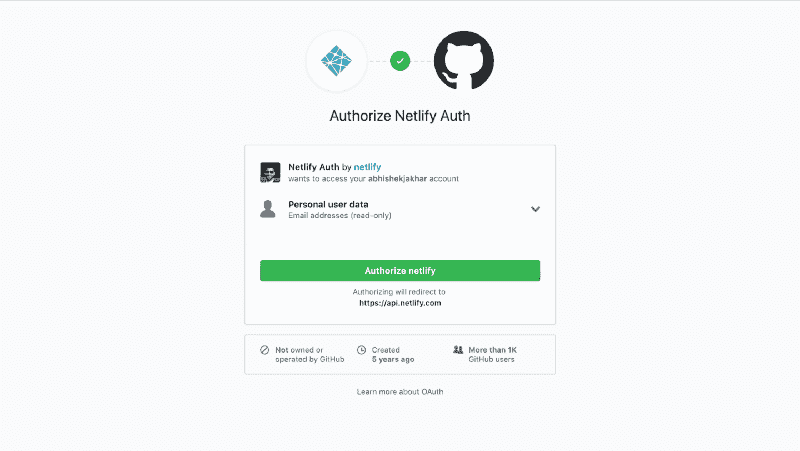 Authorize Netlify Auth
Netlify Auth by netlify
wants to access your abhishekjakhar account
Personal user data
Email addresses (read-only)
Authorize netlify
Authorizing will redirect to
https://api.netlify.com
Not owned or
operated by GitHub
Created
5 years ago
More than 1K
GitHub users
Learn more about OAuth